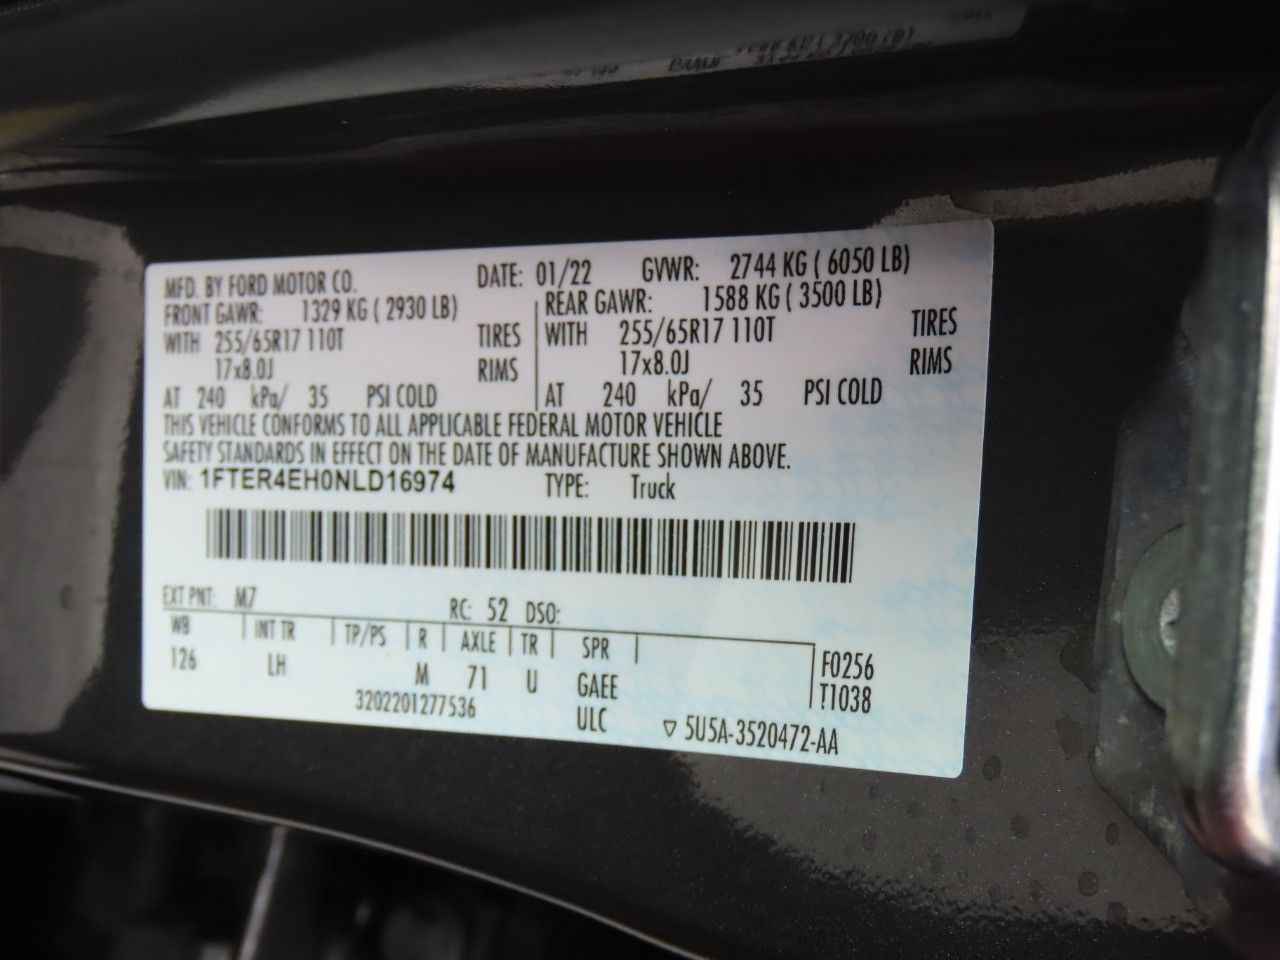 MFD. BY FORD MOTOR CO. DATE: 01/22 GVWR: 2744 KG ( 6050 LB)
FRONT GAWR: 1329 KG ( 2930 LB) REAR GAWR: 1588 KG ( 3500 LB)
WITH 255/65R17 110T TIRES WITH 255/65R17 110T TIRES
17x8.0J RIMS 17x8.0J RIMS
AT 240 kPa/ 35 PSI COLD AT 240 kPa/ 35 PSI COLD
THIS VEHICLE CONFORMS TO ALL APPLICABLE FEDERAL MOTOR VEHICLE
SAFETY STANDARDS IN EFFECT ON THE DATE OF MANUFACTURE SHOWN ABOVE.
VIN: 1FTER4EH0NLD16974 TYPE: Truck
EXT PNT: M7 RC: 52 DSO:
WB INT TR TP/PS R AXLE TR SPR
126 LH M 71 U GAEE F0256
3202201277536 ULC T1038
▽ 5U5A-3520472-AA